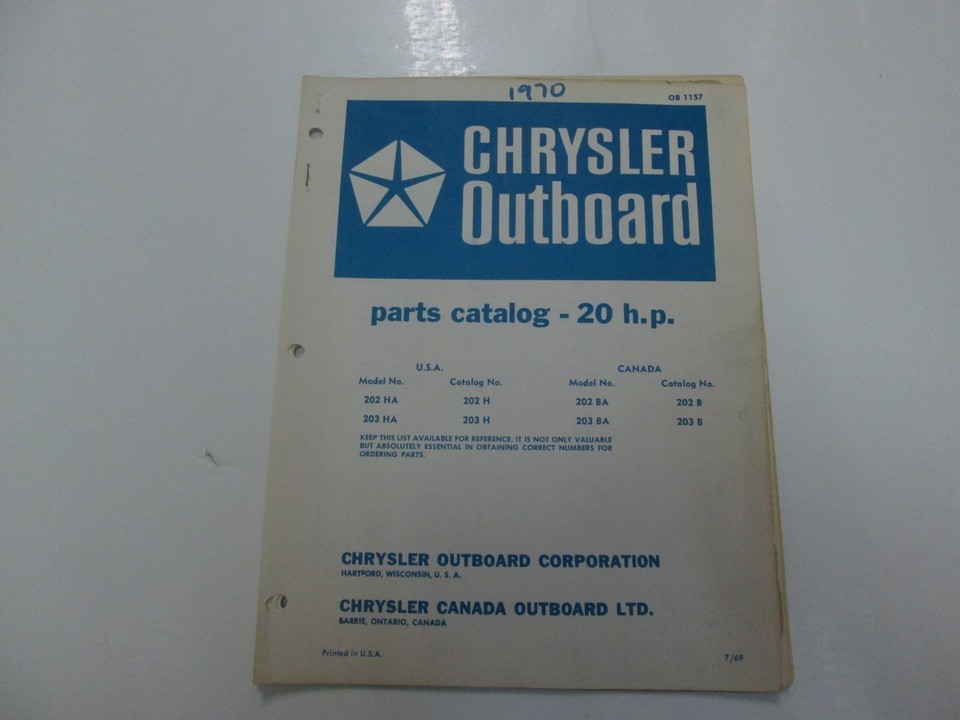 1970
OB 1157
CHRYSLER
Outboard
parts catalog - 20 h.p.
U.S.A. CANADA
Model No. Catalog No. Model No. Catalog No.
202 HA 202 H 202 BA 202 B
203 HA 203 H 203 BA 203 B
KEEP THIS LIST AVAILABLE FOR REFERENCE. IT IS NOT ONLY VALUABLE
BUT ABSOLUTELY ESSENTIAL IN OBTAINING CORRECT NUMBERS FOR
ORDERING PARTS.
CHRYSLER OUTBOARD CORPORATION
HARTFORD, WISCONSIN, U. S. A.
CHRYSLER CANADA OUTBOARD LTD.
BARRIE, ONTARIO, CANADA
Printed in U.S.A. 7/69